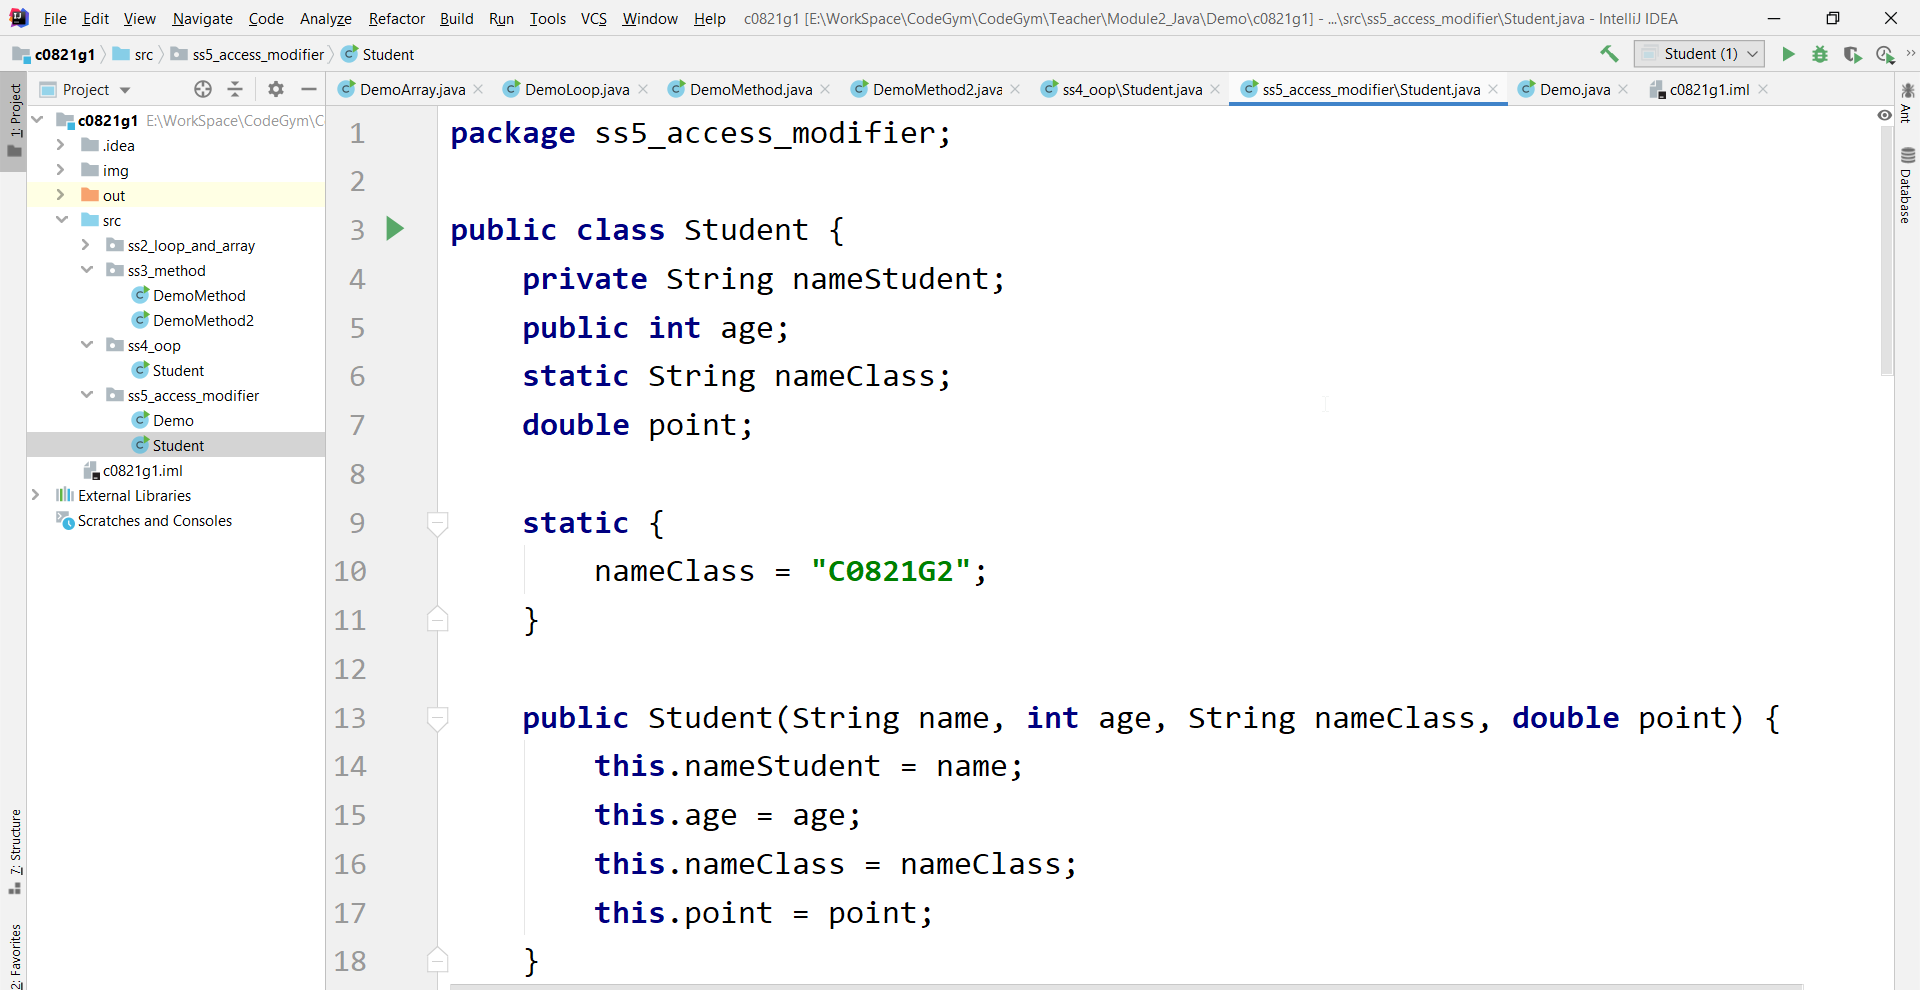 File Edit View Navigate Code Analyze Refactor Build Run Tools VCS Window Help c0821g1 [E:\WorkSpace\CodeGym\CodeGym\Teacher\Module2_Java\Demo\c0821g1] - ...\src\ss5_access_modifier\Student.java - IntelliJ IDEA
c0821g1 src ss5_access_modifier Student Student (1)
Project DemoArray.java DemoLoop.java DemoMethod.java DemoMethod2.java ss4_oop\Student.java ss5_access_modifier\Student.java Demo.java c0821g1.iml
1: Project
7: Structure
2: Favorites
Ant
Database
c0821g1 E:\WorkSpace\CodeGym\C
.idea
img
out
src
ss2_loop_and_array
ss3_method
DemoMethod
DemoMethod2
ss4_oop
Student
ss5_access_modifier
Demo
Student
c0821g1.iml
External Libraries
Scratches and Consoles
1 package ss5_access_modifier;
2
3 public class Student {
4 private String nameStudent;
5 public int age;
6 static String nameClass;
7 double point;
8
9 static {
10 nameClass = "C0821G2";
11 }
12
13 public Student(String name, int age, String nameClass, double point) {
14 this.nameStudent = name;
15 this.age = age;
16 this.nameClass = nameClass;
17 this.point = point;
18 }